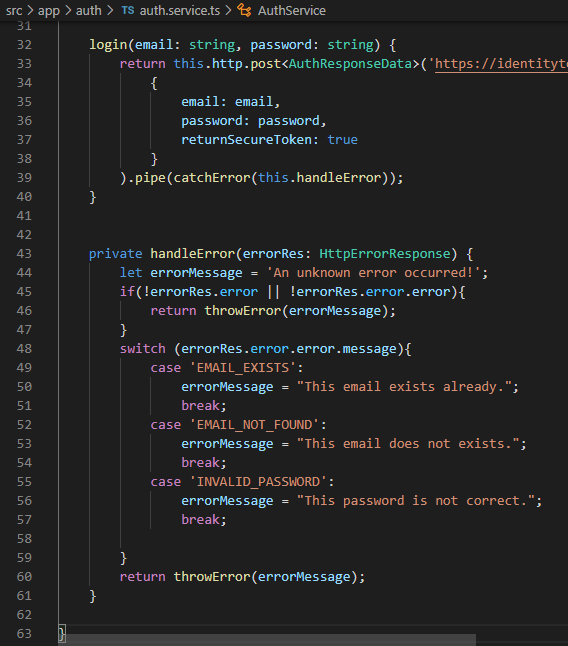 src > app > auth > TS auth.service.ts > AuthService
31
32 login(email: string, password: string) {
33 return this.http.post<AuthResponseData>('https://identityto
34 {
35 email: email,
36 password: password,
37 returnSecureToken: true
38 }
39 ).pipe(catchError(this.handleError));
40 }
41
42
43 private handleError(errorRes: HttpErrorResponse) {
44 let errorMessage = 'An unknown error occurred!';
45 if(!errorRes.error || !errorRes.error.error){
46 return throwError(errorMessage);
47 }
48 switch (errorRes.error.error.message){
49 case 'EMAIL_EXISTS':
50 errorMessage = "This email exists already.";
51 break;
52 case 'EMAIL_NOT_FOUND':
53 errorMessage = "This email does not exists.";
54 break;
55 case 'INVALID_PASSWORD':
56 errorMessage = "This password is not correct.";
57 break;
58
59 }
60 return throwError(errorMessage);
61 }
62
63 }